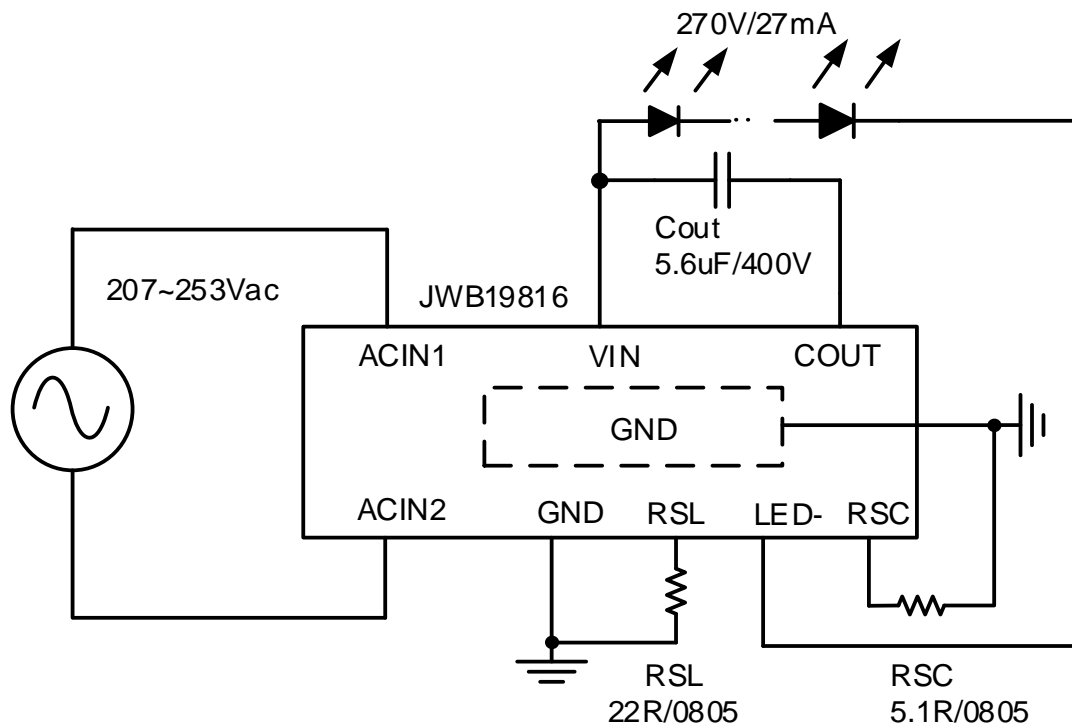 270V/27mA
Cout
5.6uF/400V
207~253Vac
JWB19816
ACIN1
VIN
COUT
GND
ACIN2
GND
RSL
LED-
RSC
RSL
22R/0805
RSC
5.1R/0805